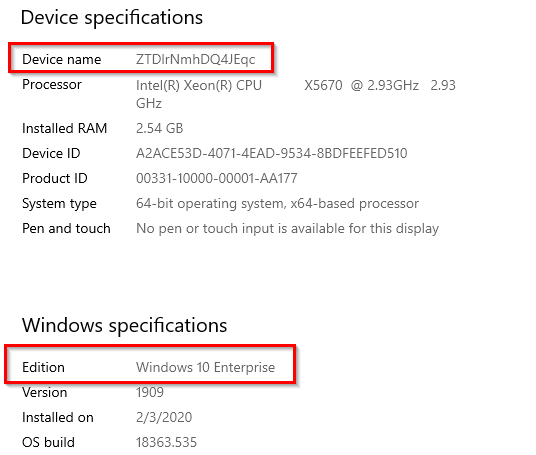 Device specifications
Device name ZTDIrNmhDQ4JEqc
Processor Intel(R) Xeon(R) CPU X5670 @ 2.93GHz 2.93
GHz
Installed RAM 2.54 GB
Device ID A2ACE53D-4071-4EAD-9534-8BDFEEFED510
Product ID 00331-10000-00001-AA177
System type 64-bit operating system, x64-based processor
Pen and touch No pen or touch input is available for this display
Windows specifications
Edition Windows 10 Enterprise
Version 1909
Installed on 2/3/2020
OS build 18363.535